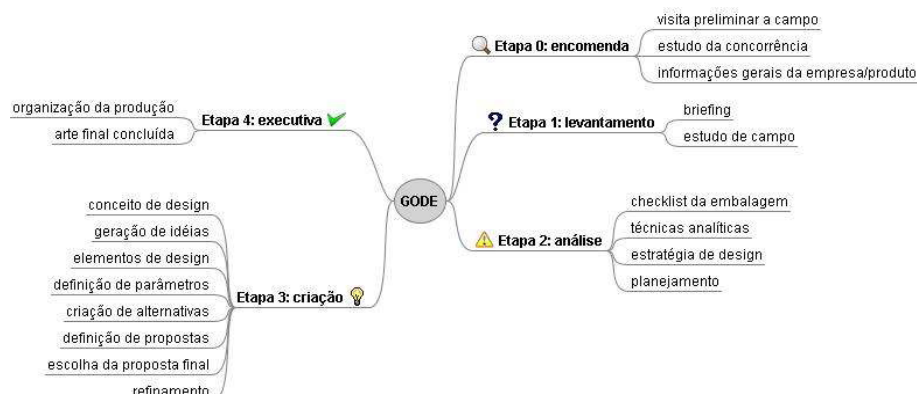 GODE
Etapa 0: encomenda
visita preliminar a campo
estudo da concorrência
informações gerais da empresa/produto
Etapa 1: levantamento
briefing
estudo de campo
Etapa 2: análise
checklist da embalagem
técnicas analíticas
estratégia de design
planejamento
Etapa 3: criação
conceito de design
geração de idéias
elementos de design
definição de parâmetros
criação de alternativas
definição de propostas
escolha da proposta final
refinamento
Etapa 4: executiva
organização da produção
arte final concluída